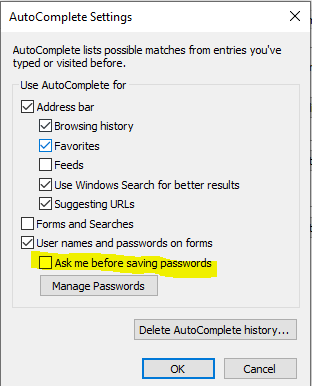 AutoComplete Settings
AutoComplete lists possible matches from entries you've
typed or visited before.
Use AutoComplete for
Address bar
Browsing history
Favorites
Feeds
Use Windows Search for better results
Suggesting URLs
Forms and Searches
User names and passwords on forms
Ask me before saving passwords
Manage Passwords
Delete AutoComplete history...
OK
Cancel